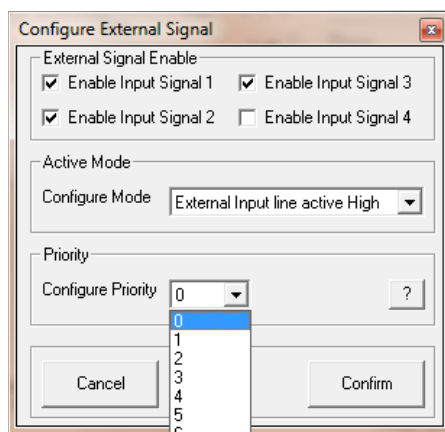 Configure External Signal
External Signal Enable
Enable Input Signal 1 Enable Input Signal 3
Enable Input Signal 2 Enable Input Signal 4
Active Mode
Configure Mode External Input line active High
Priority
Configure Priority 0 ?
0
1
2
3
4
5
6
Cancel Confirm